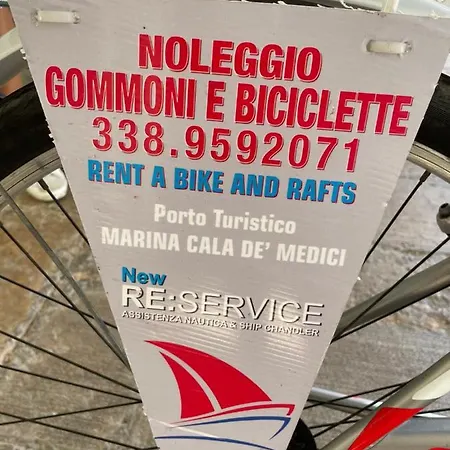 NOLEGGIO
GOMMONI E BICICLETTE
338.9592071
RENT A BIKE AND RAFTS
Porto Turistico
MARINA CALA DE' MEDICI
New
RE:SERVICE
ASSISTENZA NAUTICA & SHIP CHANDLER